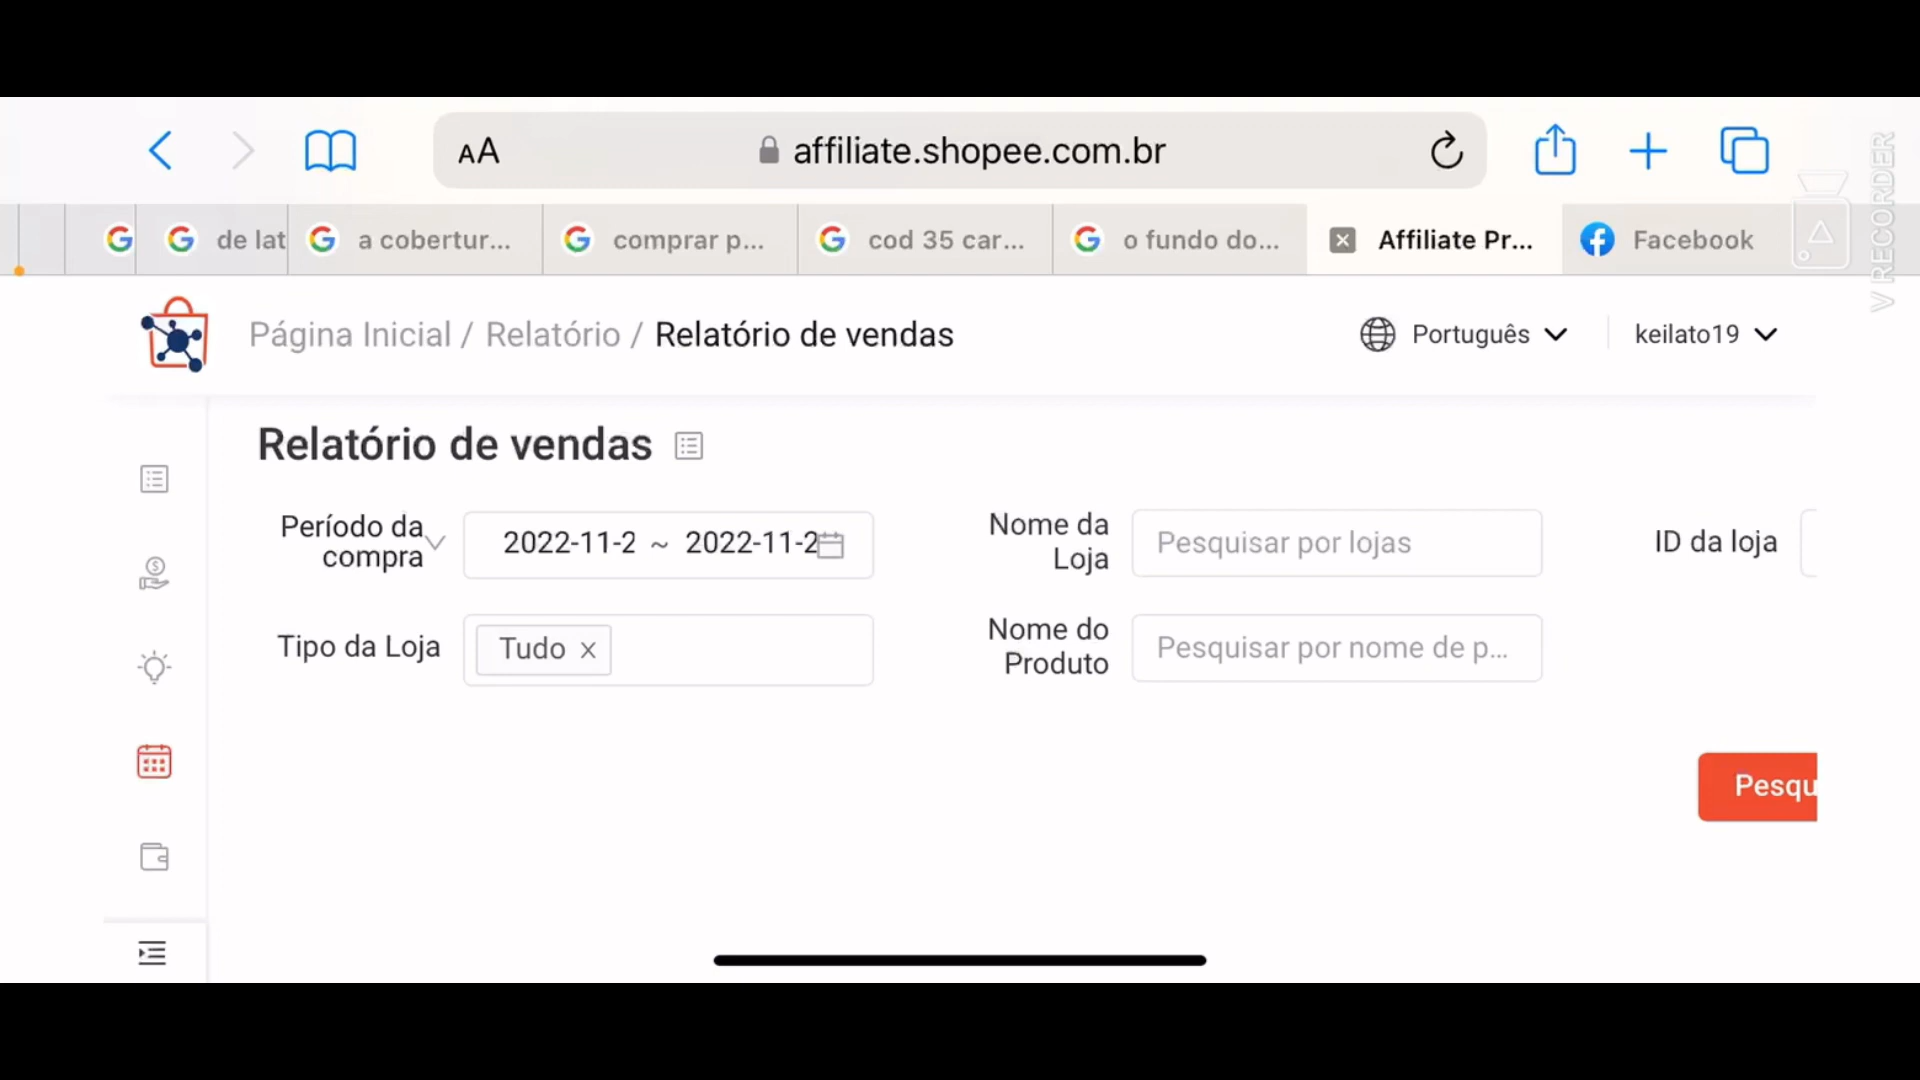 AA affiliate.shopee.com.br
de lat a cobertur... comprar p... cod 35 car... o fundo do... Affiliate Pr... Facebook
V RECORDER
Página Inicial / Relatório / Relatório de vendas Português keilato19
Relatório de vendas
Período da
compra
2022-11-2 ~ 2022-11-2
Nome da
Loja
Pesquisar por lojas
ID da loja
Tipo da Loja
Tudo ×
Nome do
Produto
Pesquisar por nome de p...
Pesqu